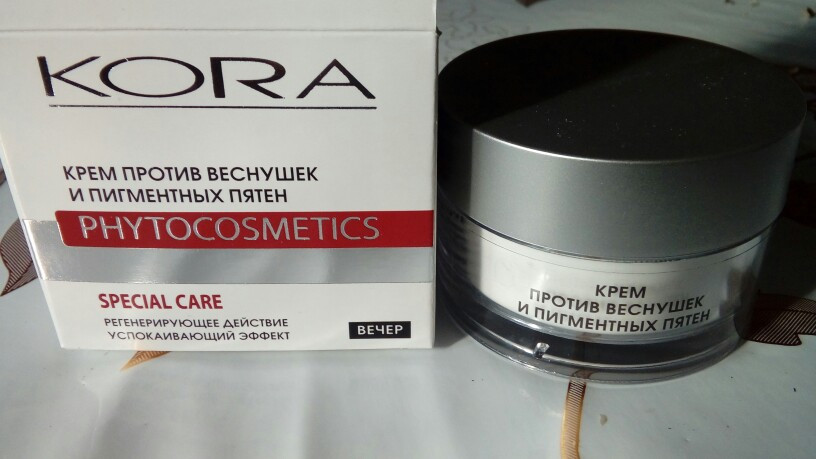 KORA
КРЕМ ПРОТИВ ВЕСНУШЕК
И ПИГМЕНТНЫХ ПЯТЕН
PHYTOCOSMETICS
SPECIAL CARE
РЕГЕНЕРИРУЮЩЕЕ ДЕЙСТВИЕ
УСПОКАИВАЮЩИЙ ЭФФЕКТ
ВЕЧЕР
КРЕМ
ПРОТИВ ВЕСНУШЕК
И ПИГМЕНТНЫХ ПЯТЕН